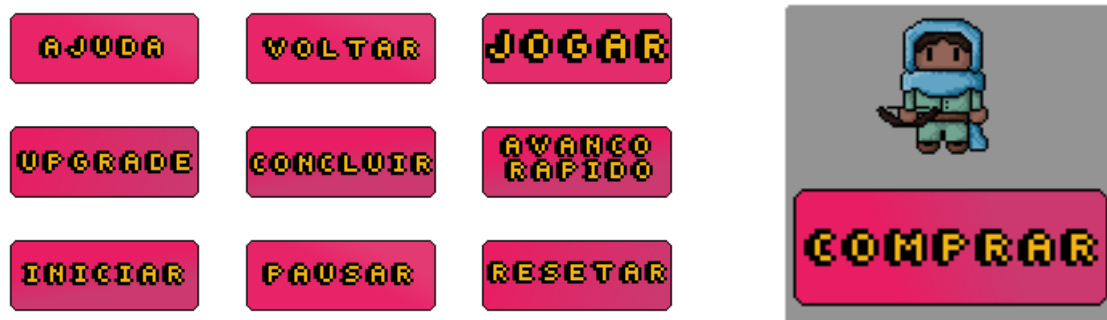 AJUDA
VOLTAR
JOGAR
UPGRADE
CONCLUIR
AVANCO
RAPIDO
INICIAR
PAUSAR
RESETAR
COMPRAR